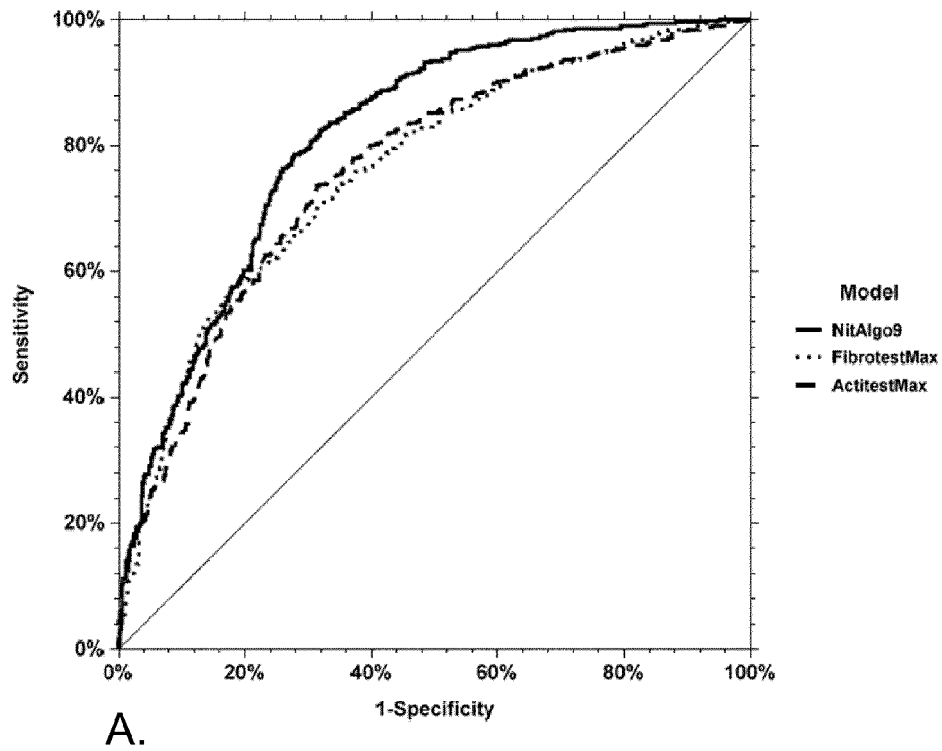 100%
80%
60%
40%
20%
0%
Sensitivity
0%
20%
40%
60%
80%
100%
1-Specificity
Model
NitAlgo9
FibrotestMax
ActitestMax
A.